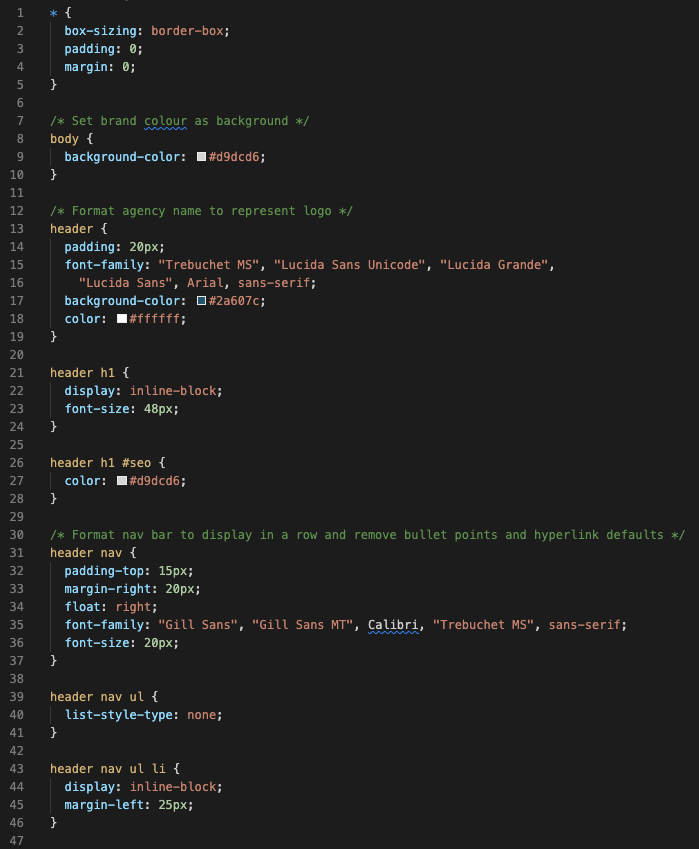 1 * {
2 box-sizing: border-box;
3 padding: 0;
4 margin: 0;
5 }
6
7 /* Set brand colour as background */
8 body {
9 background-color: #d9dcd6;
10 }
11
12 /* Format agency name to represent logo */
13 header {
14 padding: 20px;
15 font-family: "Trebuchet MS", "Lucida Sans Unicode", "Lucida Grande",
16 "Lucida Sans", Arial, sans-serif;
17 background-color: #2a607c;
18 color: #ffffff;
19 }
20
21 header h1 {
22 display: inline-block;
23 font-size: 48px;
24 }
25
26 header h1 #seo {
27 color: #d9dcd6;
28 }
29
30 /* Format nav bar to display in a row and remove bullet points and hyperlink defaults */
31 header nav {
32 padding-top: 15px;
33 margin-right: 20px;
34 float: right;
35 font-family: "Gill Sans", "Gill Sans MT", Calibri, "Trebuchet MS", sans-serif;
36 font-size: 20px;
37 }
38
39 header nav ul {
40 list-style-type: none;
41 }
42
43 header nav ul li {
44 display: inline-block;
45 margin-left: 25px;
46 }
47